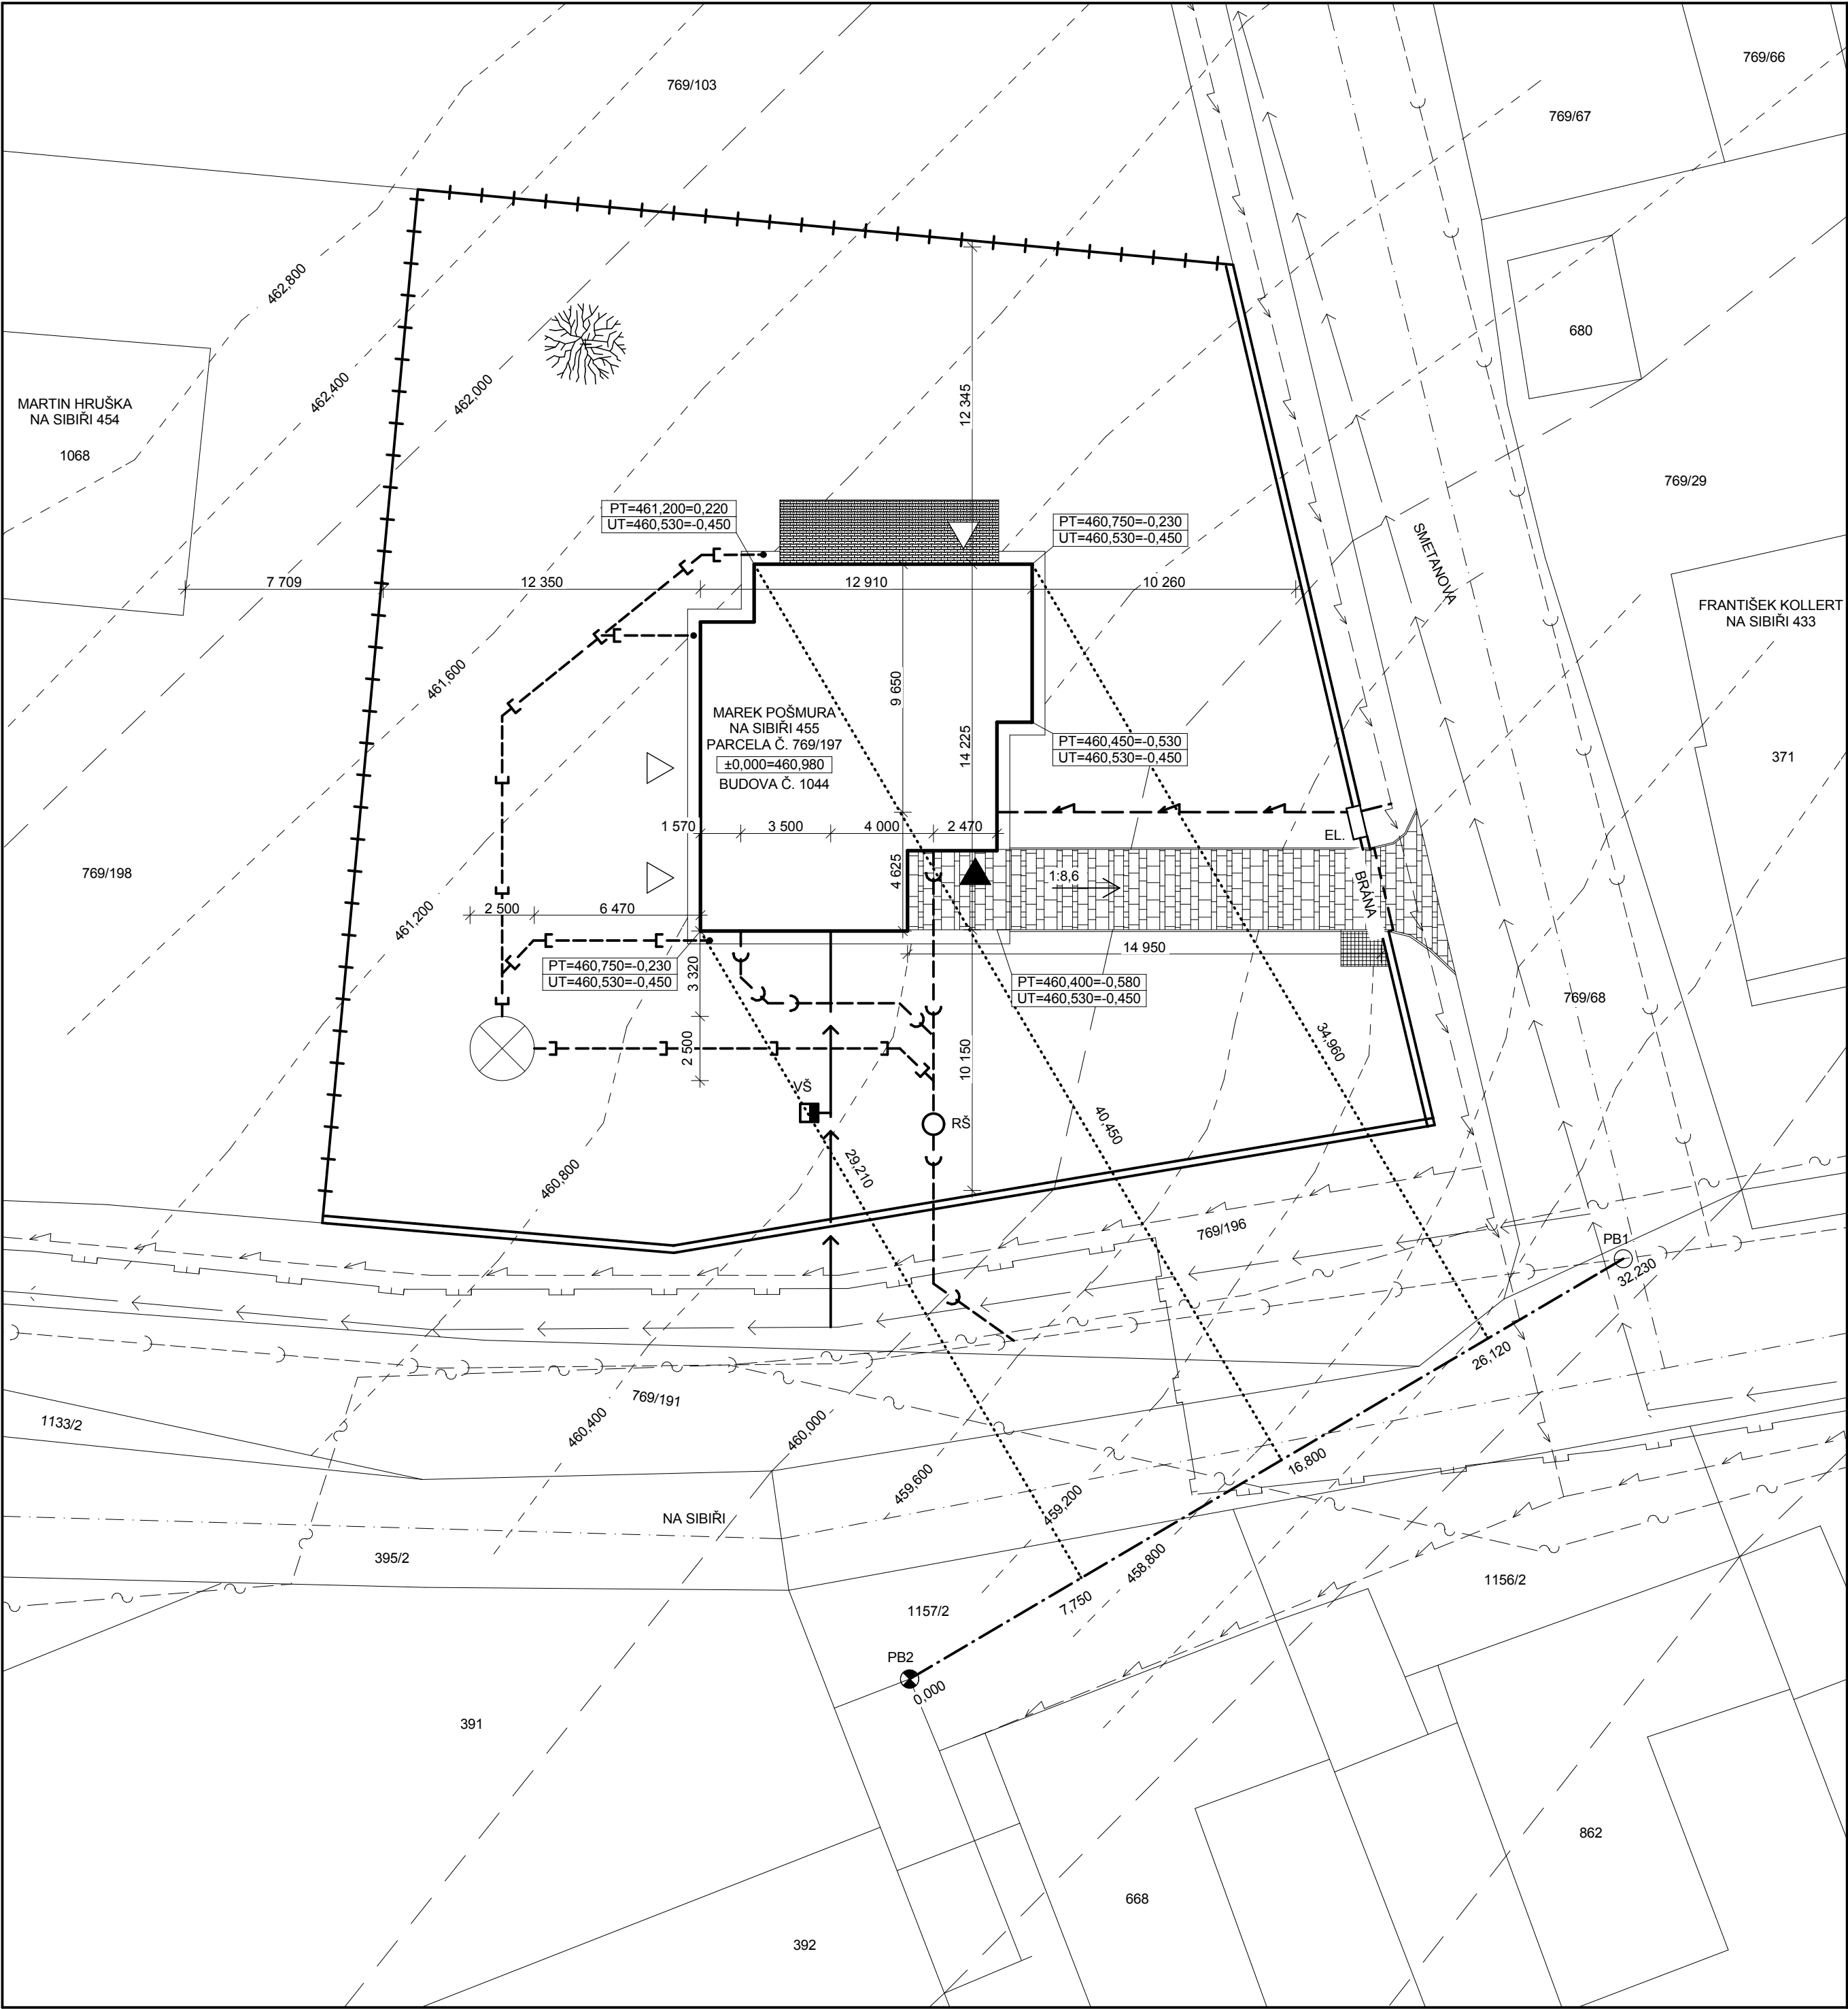 769/103
769/66
769/67
462,800
462,400
462,000
680
MARTIN HRUŠKA
NA SIBIŘI 454
1068
12 345
769/29
SMETANOVA
PT=461,200=0,220
UT=460,530=-0,450
PT=460,750=-0,230
UT=460,530=-0,450
7 709
12 350
12 910
10 260
FRANTIŠEK KOLLERT
NA SIBIŘI 433
461,600
9 650
14 225
MAREK POŠMURA
NA SIBIŘI 455
PARCELA Č. 769/197
±0,000=460,980
BUDOVA Č. 1044
PT=460,450=-0,530
UT=460,530=-0,450
371
1 570
3 500
4 000
2 470
EL.
769/198
4 625
1:8,6
BRÁNA
2 500
6 470
461,200
14 950
PT=460,750=-0,230
UT=460,530=-0,450
3 320
PT=460,400=-0,580
UT=460,530=-0,450
769/68
2 500
10 150
34,960
VŠ
RŠ
40,450
29,210
460,800
769/196
PB1
32,230
26,120
769/191
1133/2
460,400
460,000
16,800
459,600
459,200
NA SIBIŘI
395/2
458,800
7,750
1156/2
1157/2
PB2
0,000
391
862
668
392